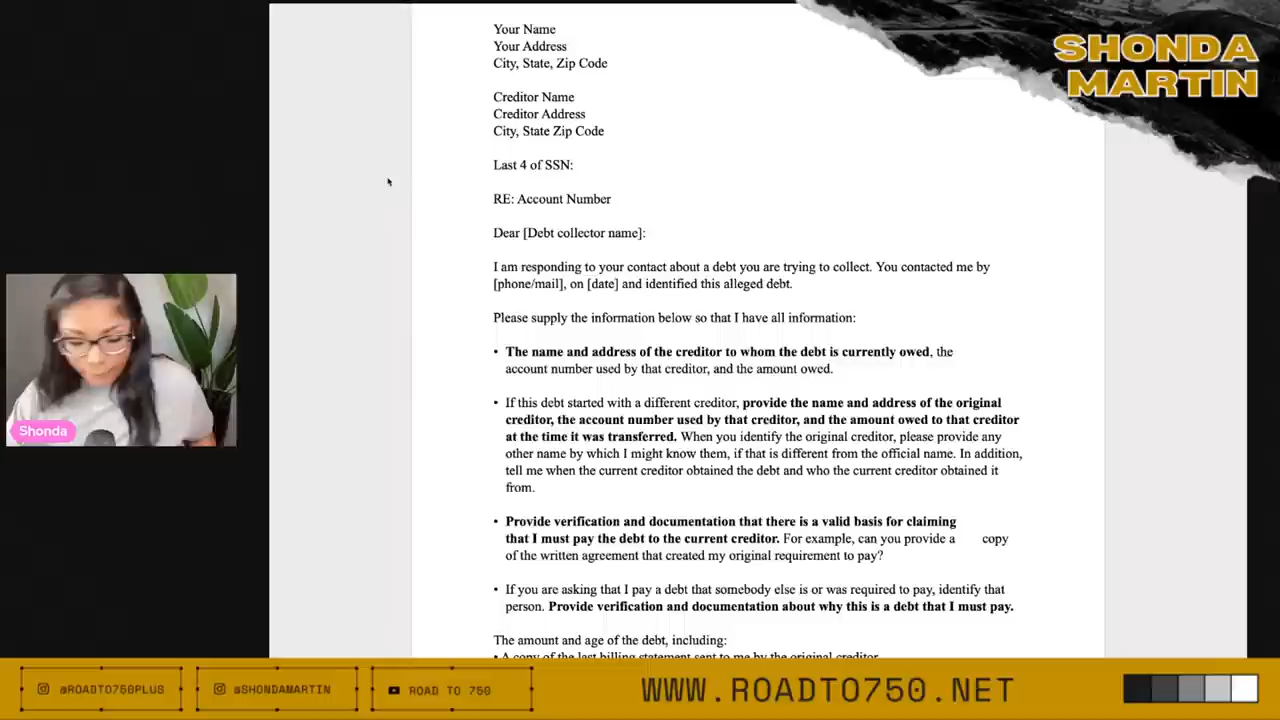 SHONDA
MARTIN
Your Name
Your Address
City, State, Zip Code
Creditor Name
Creditor Address
City, State Zip Code
Last 4 of SSN:
RE: Account Number
Dear [Debt collector name]:
I am responding to your contact about a debt you are trying to collect. You contacted me by
[phone/mail], on [date] and identified this alleged debt.
Please supply the information below so that I have all information:
• The name and address of the creditor to whom the debt is currently owed, the
account number used by that creditor, and the amount owed.
• If this debt started with a different creditor, provide the name and address of the original
creditor, the account number used by that creditor, and the amount owed to that creditor
at the time it was transferred. When you identify the original creditor, please provide any
other name by which I might know them, if that is different from the official name. In addition,
tell me when the current creditor obtained the debt and who the current creditor obtained it
from.
• Provide verification and documentation that there is a valid basis for claiming
that I must pay the debt to the current creditor. For example, can you provide a copy
of the written agreement that created my original requirement to pay?
• If you are asking that I pay a debt that somebody else is or was required to pay, identify that
person. Provide verification and documentation about why this is a debt that I must pay.
The amount and age of the debt, including:
• A copy of the last billing statement sent to me by the original creditor
Shonda
@ROADTO750PLUS
@SHONDAMARTIN
ROAD TO 750
WWW.ROADTO750.NET